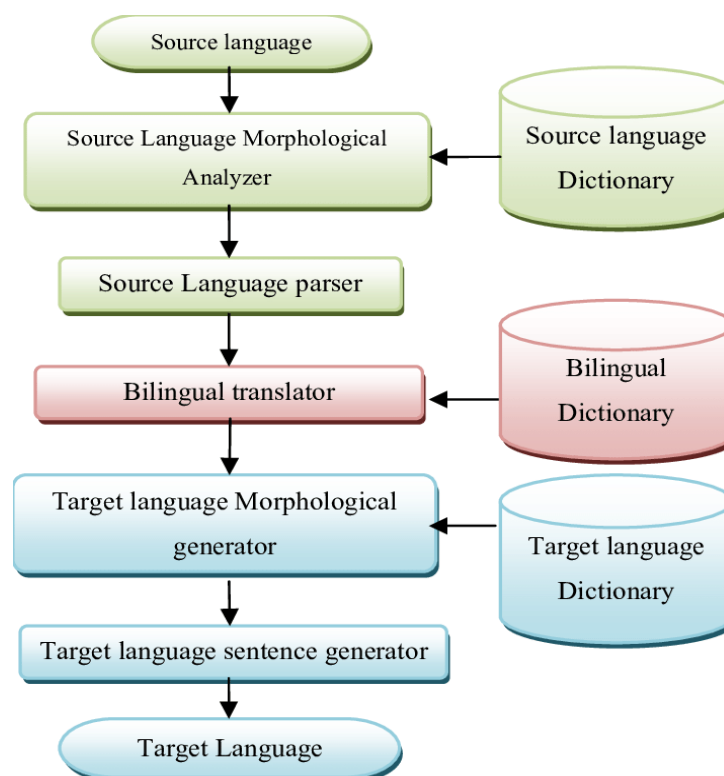 Source language
Source Language Morphological
Analyzer
Source language
Dictionary
Source Language parser
Bilingual translator
Bilingual
Dictionary
Target language Morphological
generator
Target language
Dictionary
Target language sentence generator
Target Language